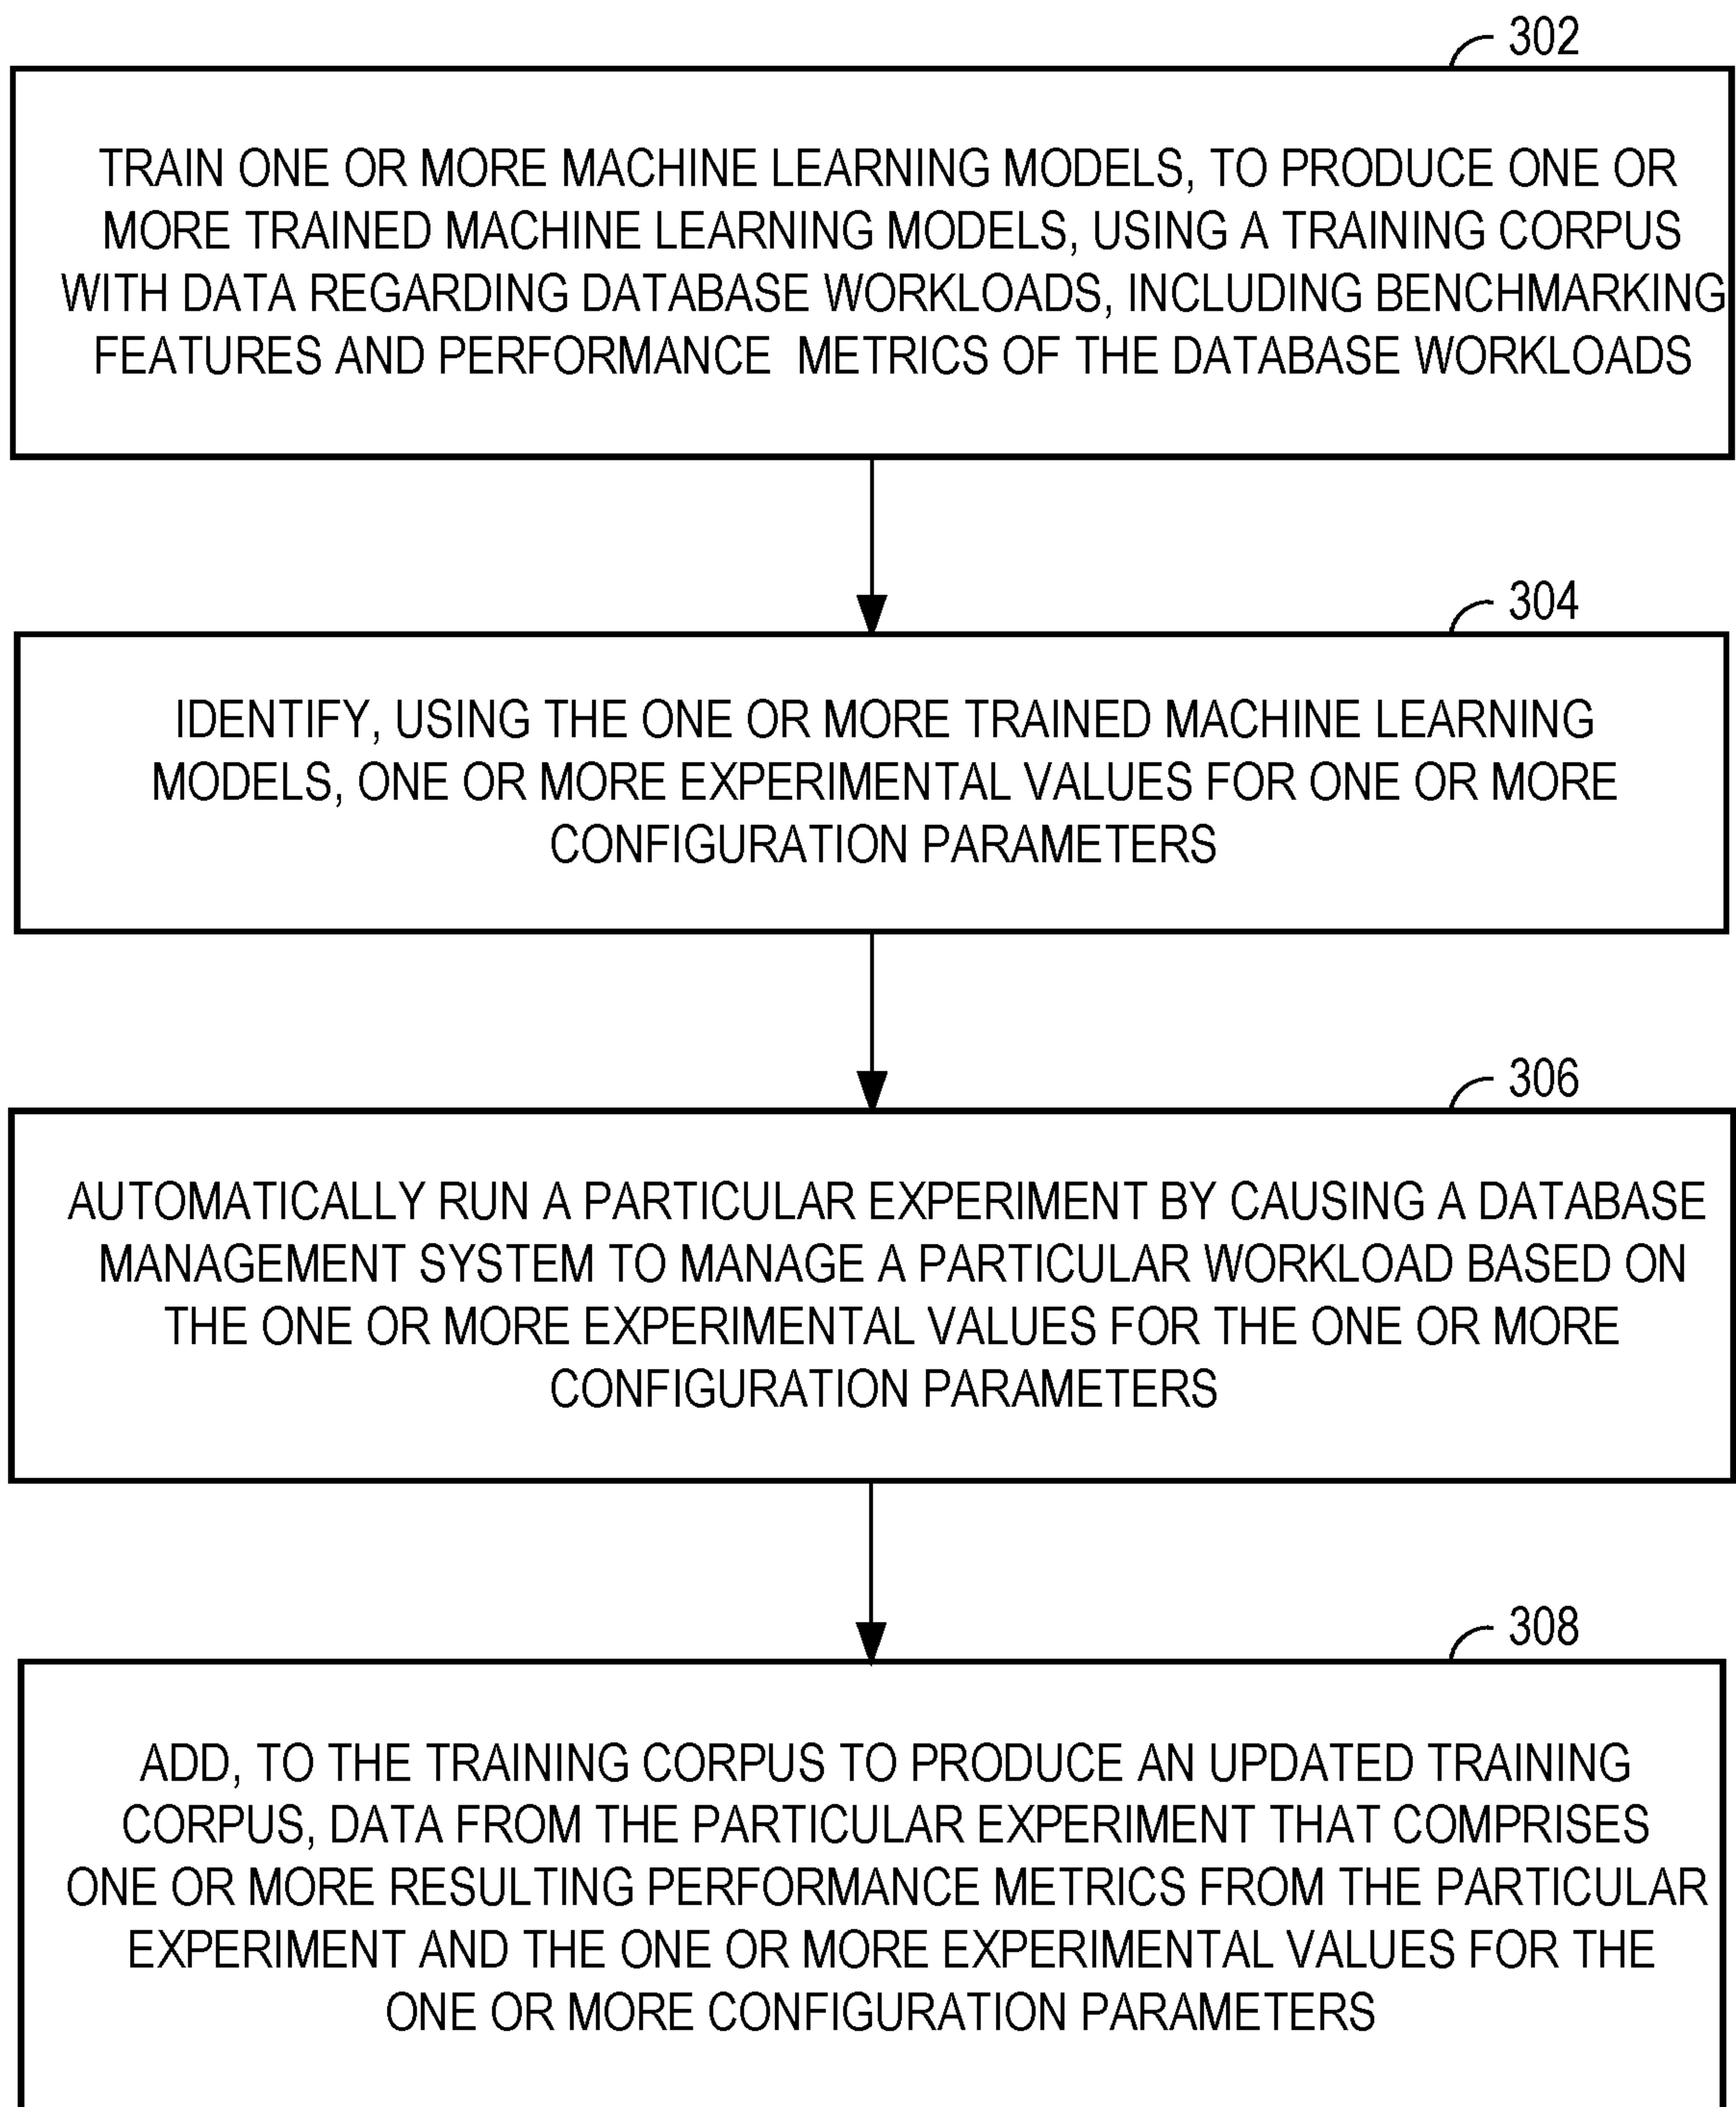 302
TRAIN ONE OR MORE MACHINE LEARNING MODELS, TO PRODUCE ONE OR
MORE TRAINED MACHINE LEARNING MODELS, USING A TRAINING CORPUS
WITH DATA REGARDING DATABASE WORKLOADS, INCLUDING BENCHMARKING
FEATURES AND PERFORMANCE METRICS OF THE DATABASE WORKLOADS
304
IDENTIFY, USING THE ONE OR MORE TRAINED MACHINE LEARNING
MODELS, ONE OR MORE EXPERIMENTAL VALUES FOR ONE OR MORE
CONFIGURATION PARAMETERS
306
AUTOMATICALLY RUN A PARTICULAR EXPERIMENT BY CAUSING A DATABASE
MANAGEMENT SYSTEM TO MANAGE A PARTICULAR WORKLOAD BASED ON
THE ONE OR MORE EXPERIMENTAL VALUES FOR THE ONE OR MORE
CONFIGURATION PARAMETERS
308
ADD, TO THE TRAINING CORPUS TO PRODUCE AN UPDATED TRAINING
CORPUS, DATA FROM THE PARTICULAR EXPERIMENT THAT COMPRISES
ONE OR MORE RESULTING PERFORMANCE METRICS FROM THE PARTICULAR
EXPERIMENT AND THE ONE OR MORE EXPERIMENTAL VALUES FOR THE
ONE OR MORE CONFIGURATION PARAMETERS